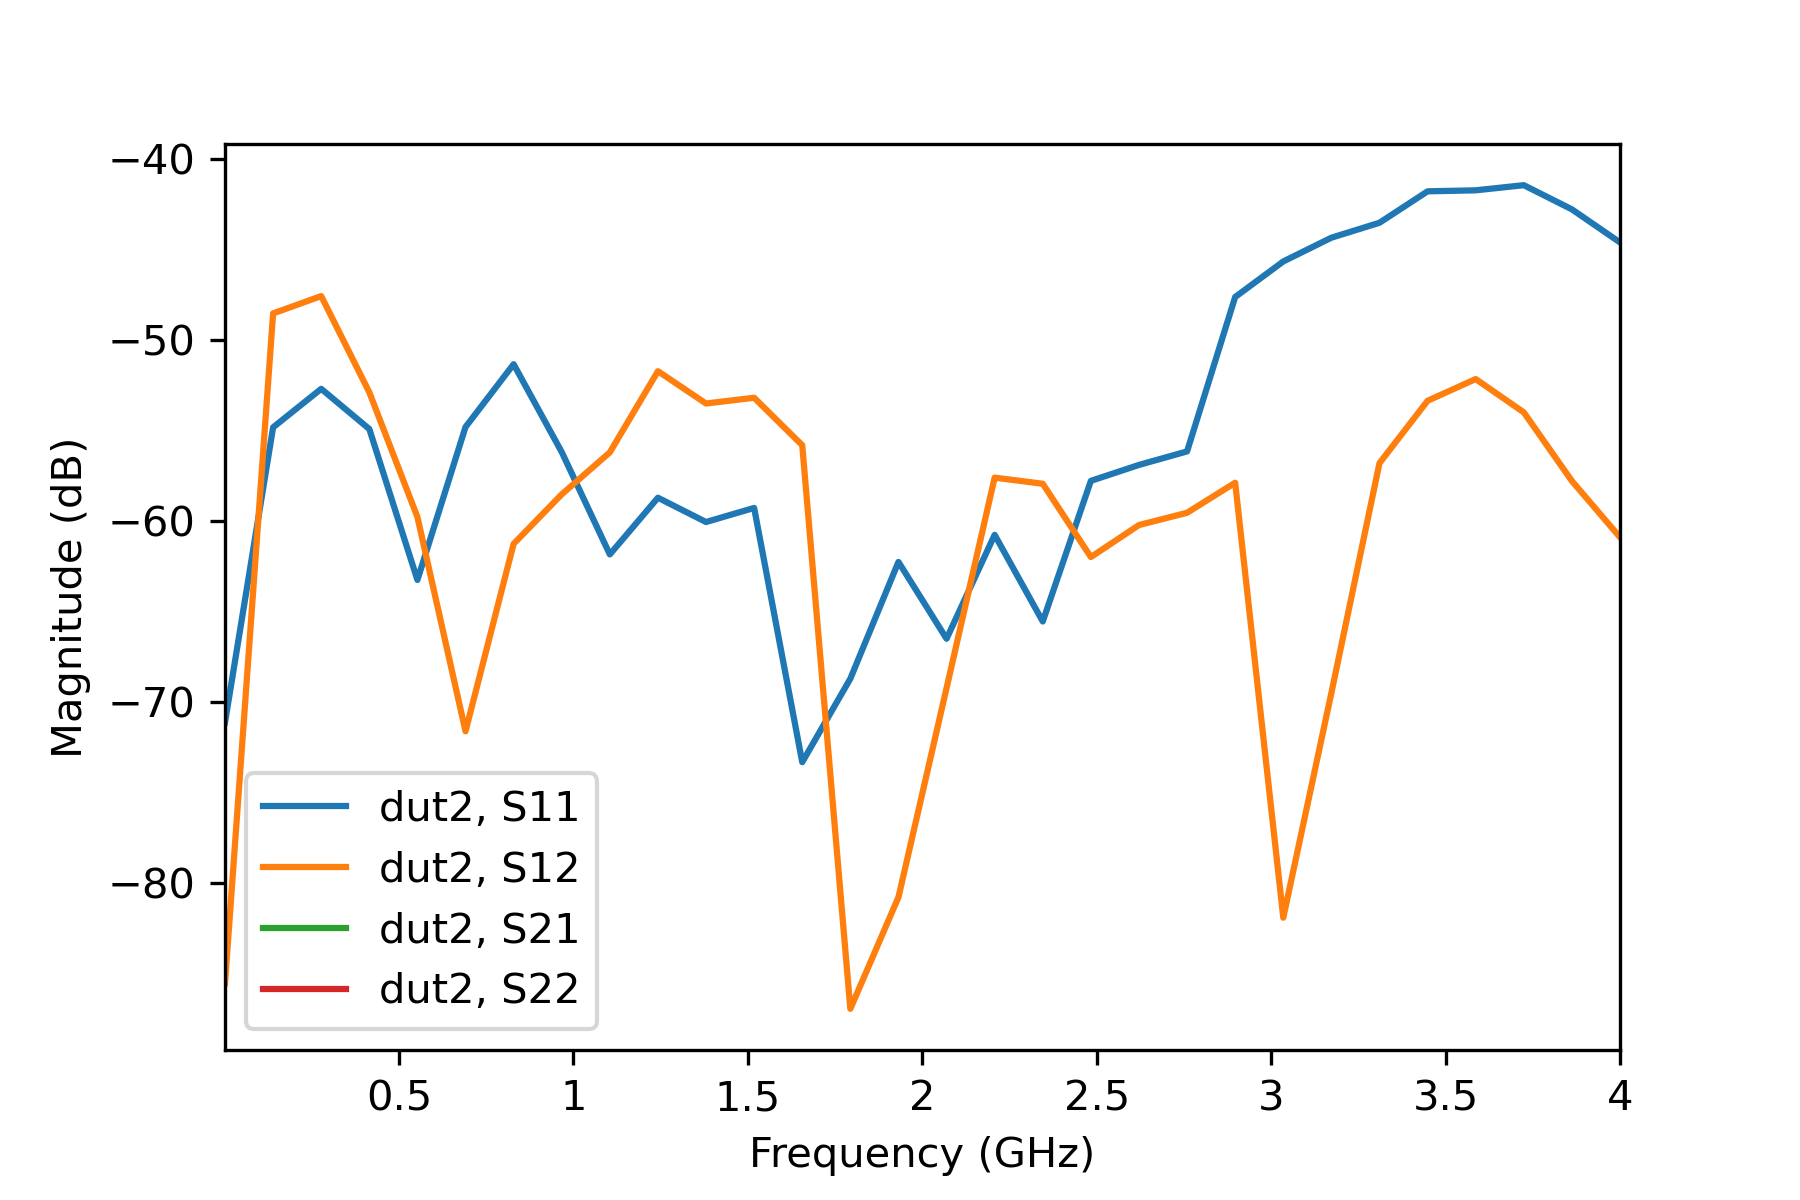 −40
−50
−60
−70
−80
Magnitude (dB)
dut2, S11
dut2, S12
dut2, S21
dut2, S22
0.5 1 1.5 2 2.5 3 3.5 4
Frequency (GHz)